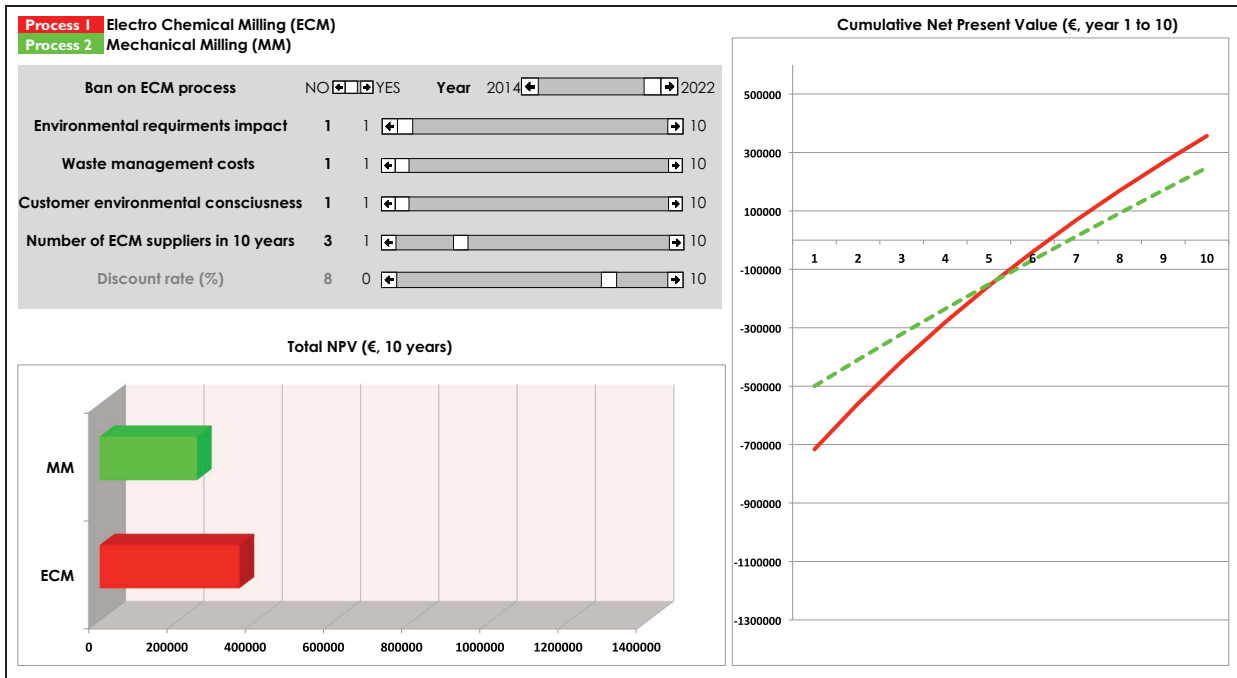 Process 1 Electro Chemical Milling (ECM)
Process 2 Mechanical Milling (MM)
Ban on ECM process NO YES Year 2014 2022
Environmental requirments impact 1 1 10
Waste management costs 1 1 10
Customer environmental consciusness 1 1 10
Number of ECM suppliers in 10 years 3 1 10
Discount rate (%) 8 0 10
Total NPV (€, 10 years)
MM
ECM
0 200000 400000 600000 800000 1000000 1200000 1400000
Cumulative Net Present Value (€, year 1 to 10)
500000
300000
100000
1 2 3 4 5 6 7 8 9 10
-100000
-300000
-500000
-700000
-900000
-1100000
-1300000